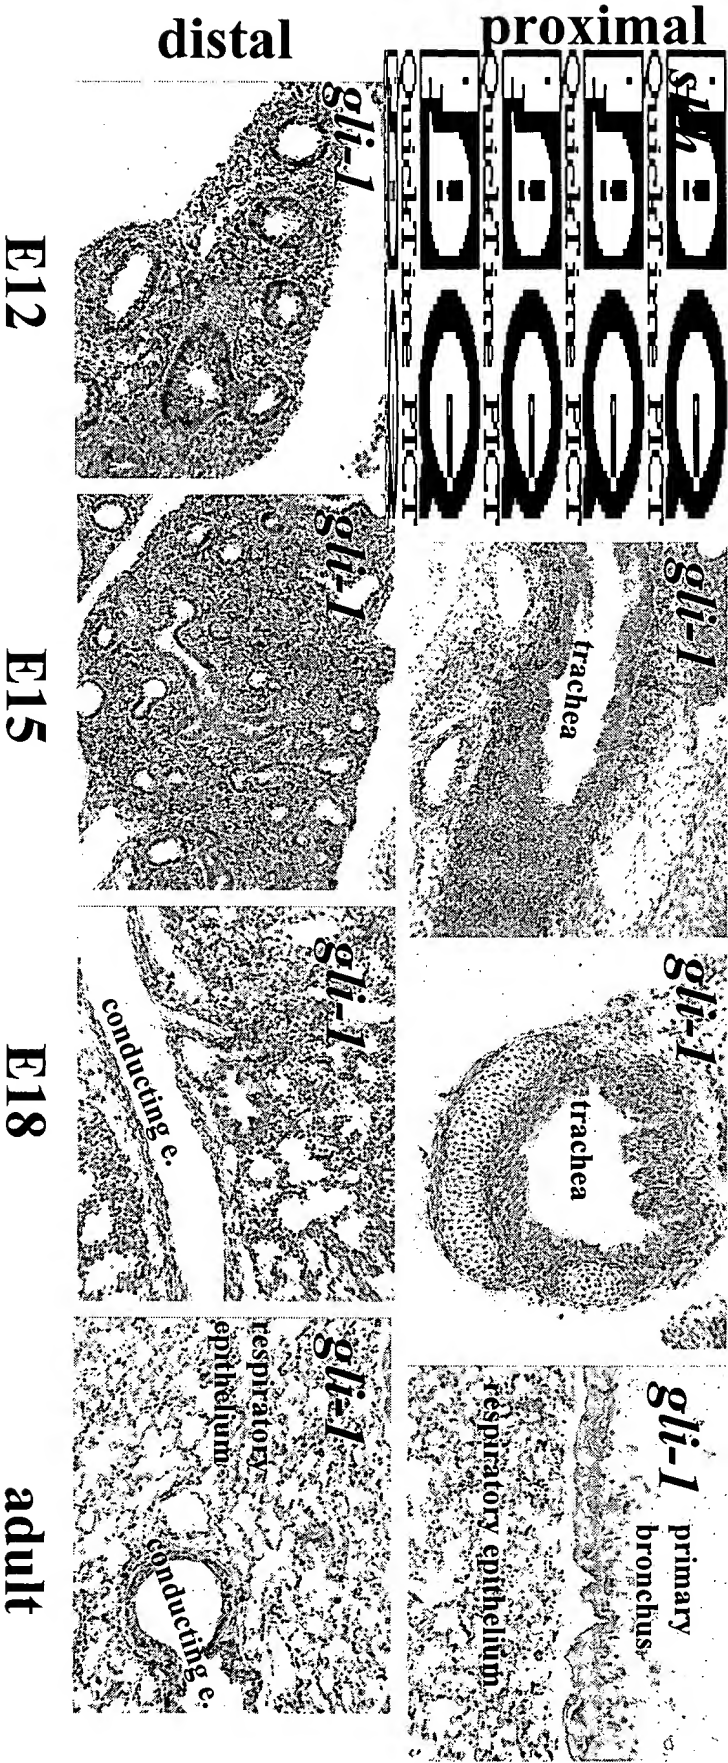 proximal
QuickTime PICT
QuickTime PICT
QuickTime PICT
QuickTime PICT
gli-1
trachea
gli-1
trachea
gli-1
primary
bronchus
respiratory epithelium
distal
gli-1
gli-1
gli-1
conducting e.
gli-1
respiratory
epithelium
conducting e.
E12
E15
E18
adult